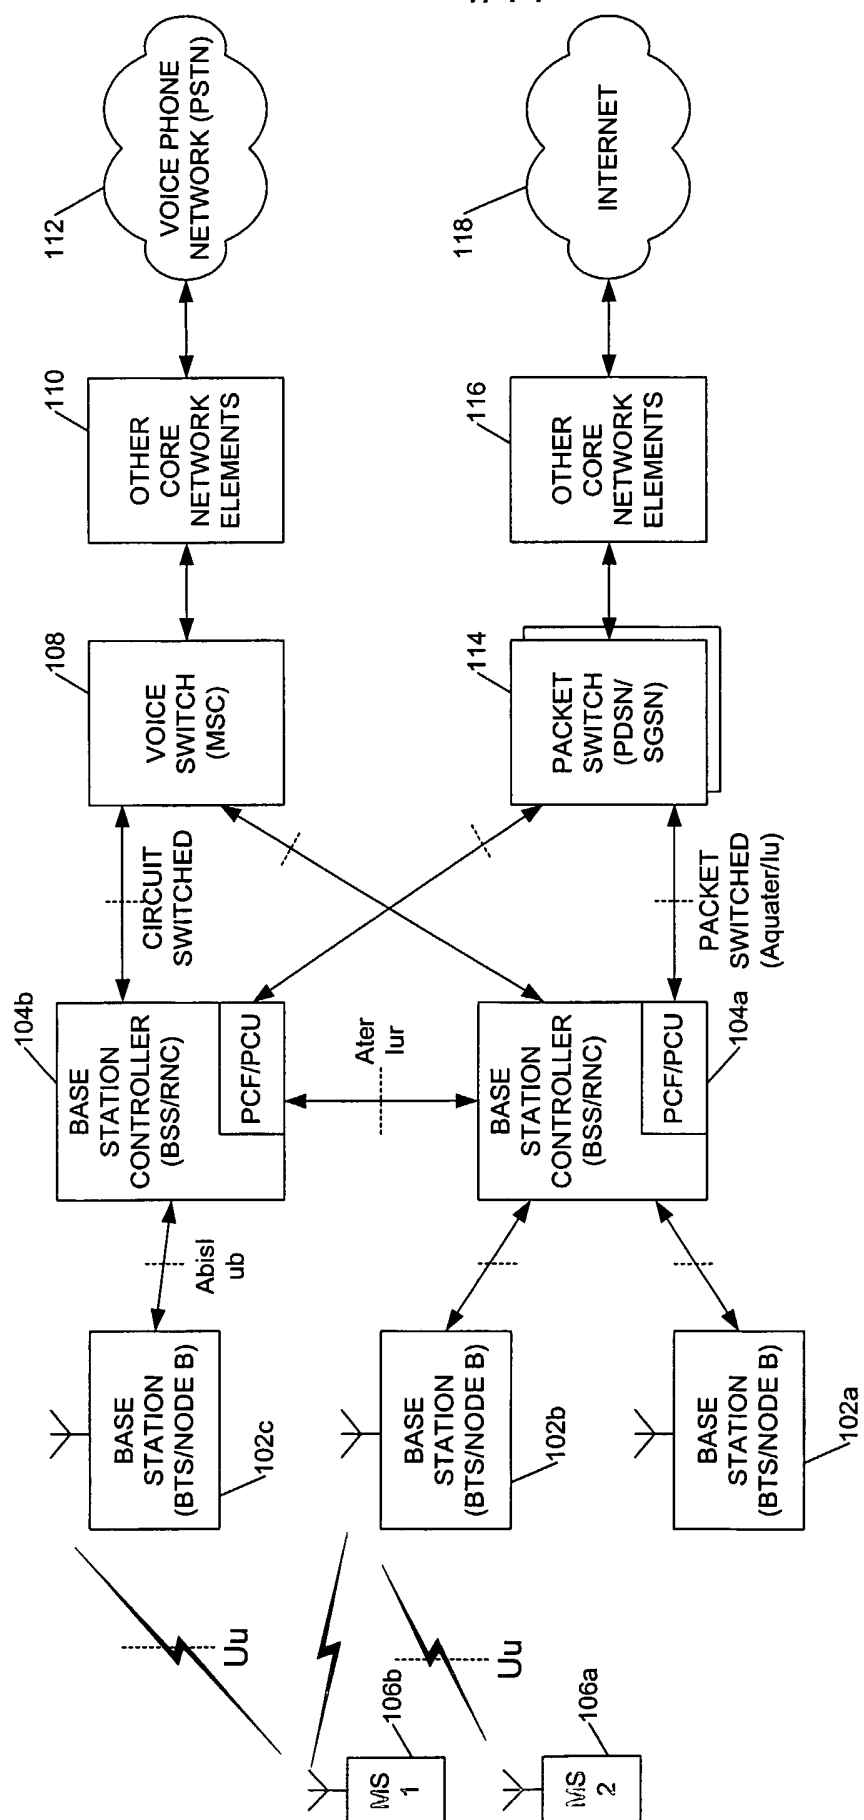 112
VOICE PHONE
NETWORK (PSTN)
118
INTERNET
110
OTHER
CORE
NETWORK
ELEMENTS
116
OTHER
CORE
NETWORK
ELEMENTS
108
VOICE
SWITCH
(MSC)
114
PACKET
SWITCH
(PDSN/
SGSN)
CIRCUIT
SWITCHED
PACKET
SWITCHED
(Aquater/Iu)
104b
BASE
STATION
CONTROLLER
(BSS/RNC)
PCF/PCU
Ater
Iur
BASE
STATION
CONTROLLER
(BSS/RNC)
PCF/PCU
104a
Abisl
ub
BASE
STATION
(BTS/NODE B)
102c
BASE
STATION
(BTS/NODE B)
102b
BASE
STATION
(BTS/NODE B)
102a
Uu
Uu
106b
MS
1
106a
MS
2